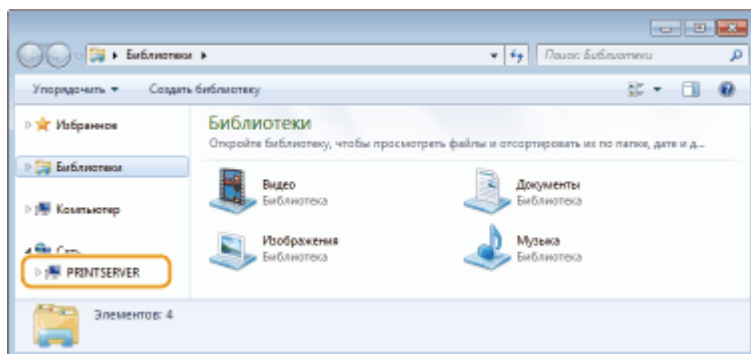 Библиотеки
Поиск: Библиотеки
Упорядочить
Создать библиотеку
Избранное
Библиотеки
Компьютер
Сеть
PRINTSERVER
Библиотеки
Откройте библиотеку, чтобы просмотреть файлы и отсортировать их по папке, дате и д...
Видео
Библиотека
Документы
Библиотека
Изображения
Библиотека
Музыка
Библиотека
Элементов: 4